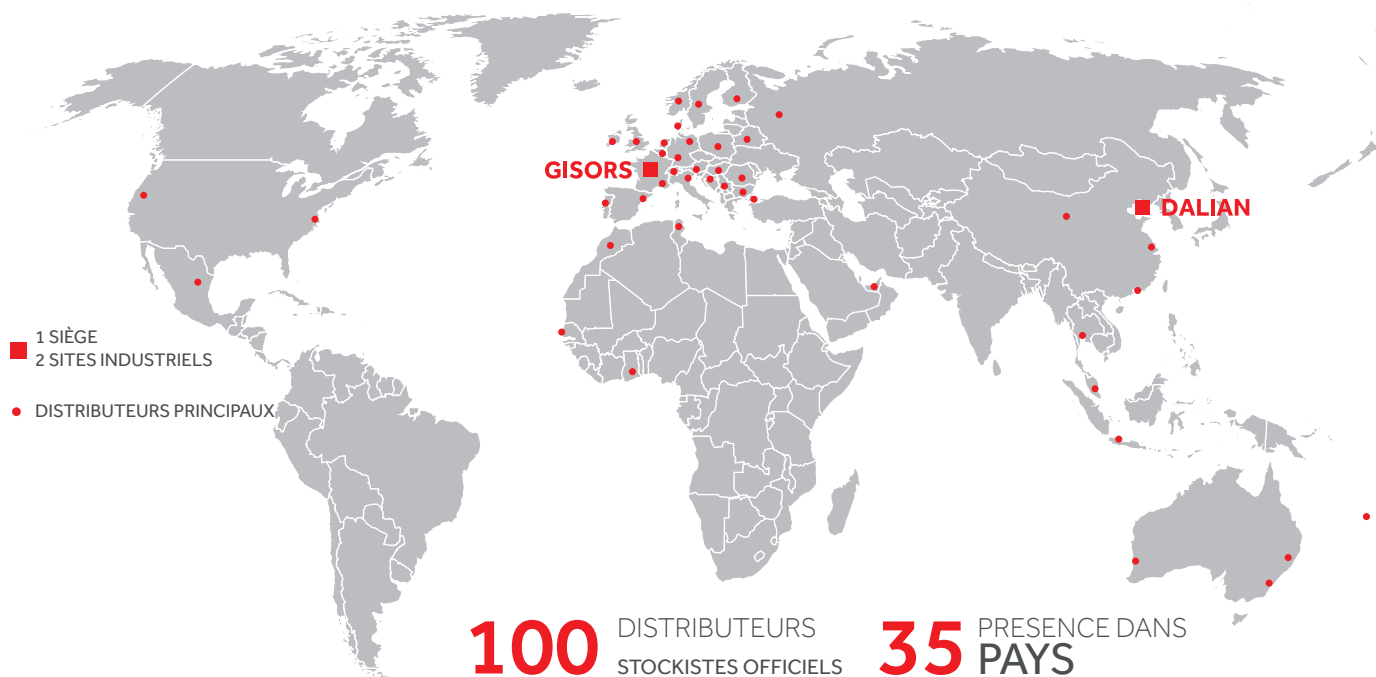 GISORS
DALIAN
1 SIÈGE
2 SITES INDUSTRIELS
DISTRIBUTEURS PRINCIPAUX
100 DISTRIBUTEURS
STOCKISTES OFFICIELS
35 PRESENCE DANS
PAYS